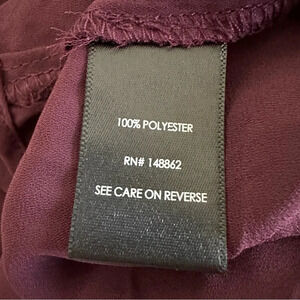 100% POLYESTER
RN# 148862
SEE CARE ON REVERSE